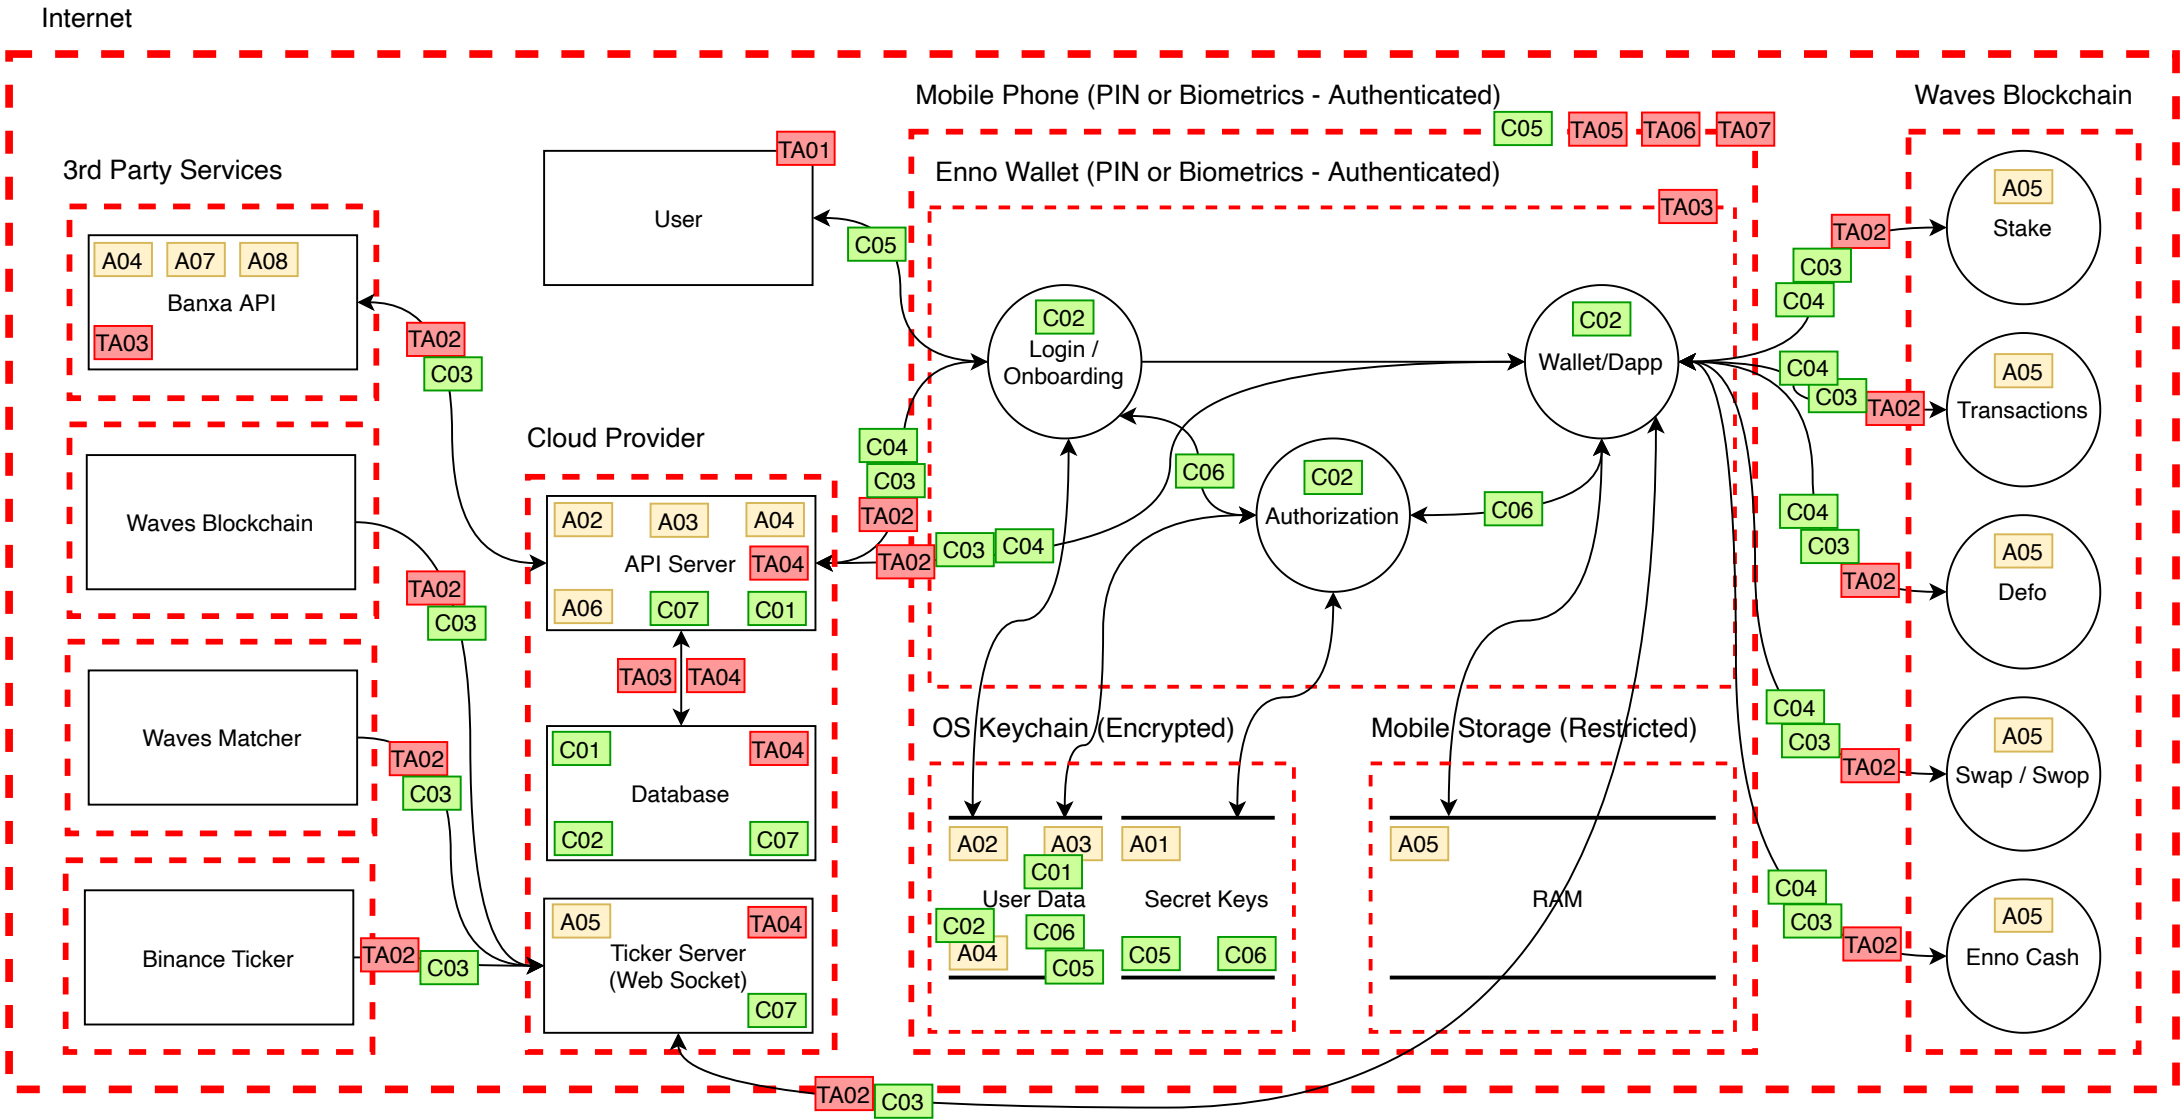 Internet
Mobile Phone (PIN or Biometrics - Authenticated)
C05
TA05
TA06
TA07
Waves Blockchain
3rd Party Services
TA01
User
C05
Enno Wallet (PIN or Biometrics - Authenticated)
TA03
A04
A07
A08
Banxa API
TA03
TA02
C03
C02
Login /
Onboarding
C02
Wallet/Dapp
C02
Authorization
C06
C06
TA02
C03
C04
A05
Stake
C04
C03
TA02
A05
Transactions
C04
C03
TA02
A05
Defo
C04
C03
TA02
A05
Swap / Swop
C04
C03
TA02
A05
Enno Cash
Waves Blockchain
TA02
C03
Waves Matcher
TA02
C03
Binance Ticker
TA02
C03
Cloud Provider
A02
A03
A04
API Server
TA04
A06
C07
C01
C04
C03
TA02
TA02
C03
C04
TA03
TA04
C01
TA04
Database
C02
C07
A05
TA04
Ticker Server
(Web Socket)
C07
OS Keychain (Encrypted)
A02
A03
C01
User Data
C02
A04
C06
C05
A01
Secret Keys
C05
C06
Mobile Storage (Restricted)
A05
RAM
TA02
C03